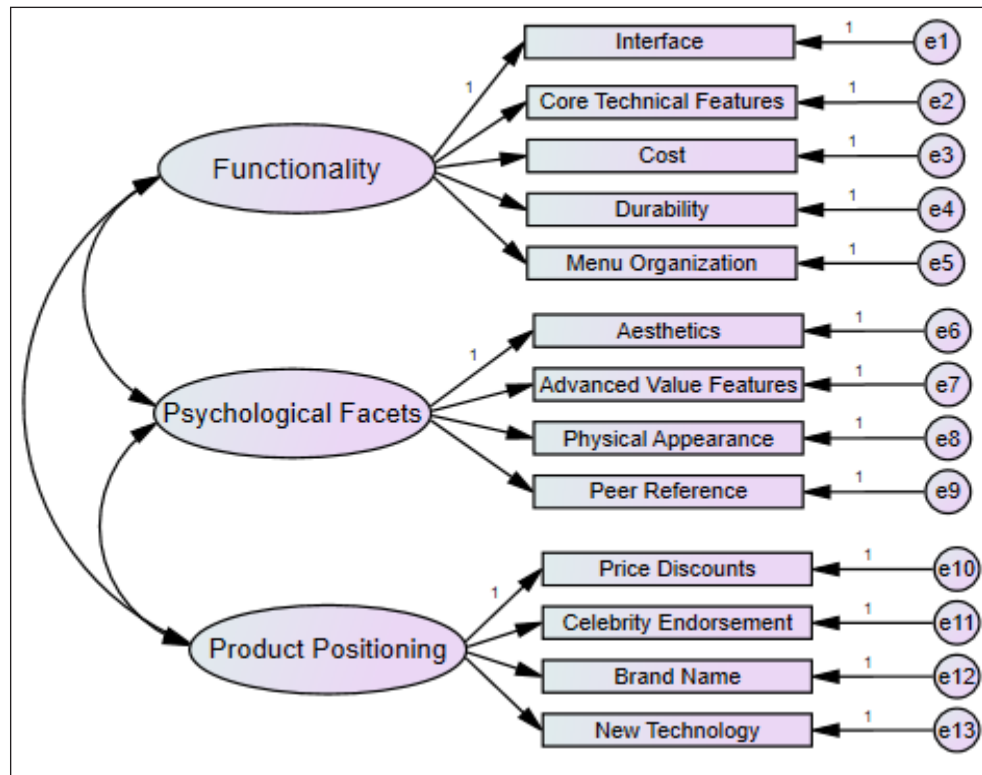 1
Interface
1
e1
Core Technical Features
1
e2
Functionality
Cost
1
e3
Durability
1
e4
Menu Organization
1
e5
1
Aesthetics
1
e6
Psychological Facets
Advanced Value Features
1
e7
Physical Appearance
1
e8
Peer Reference
1
e9
1
Price Discounts
1
e10
Product Positioning
Celebrity Endorsement
1
e11
Brand Name
1
e12
New Technology
1
e13